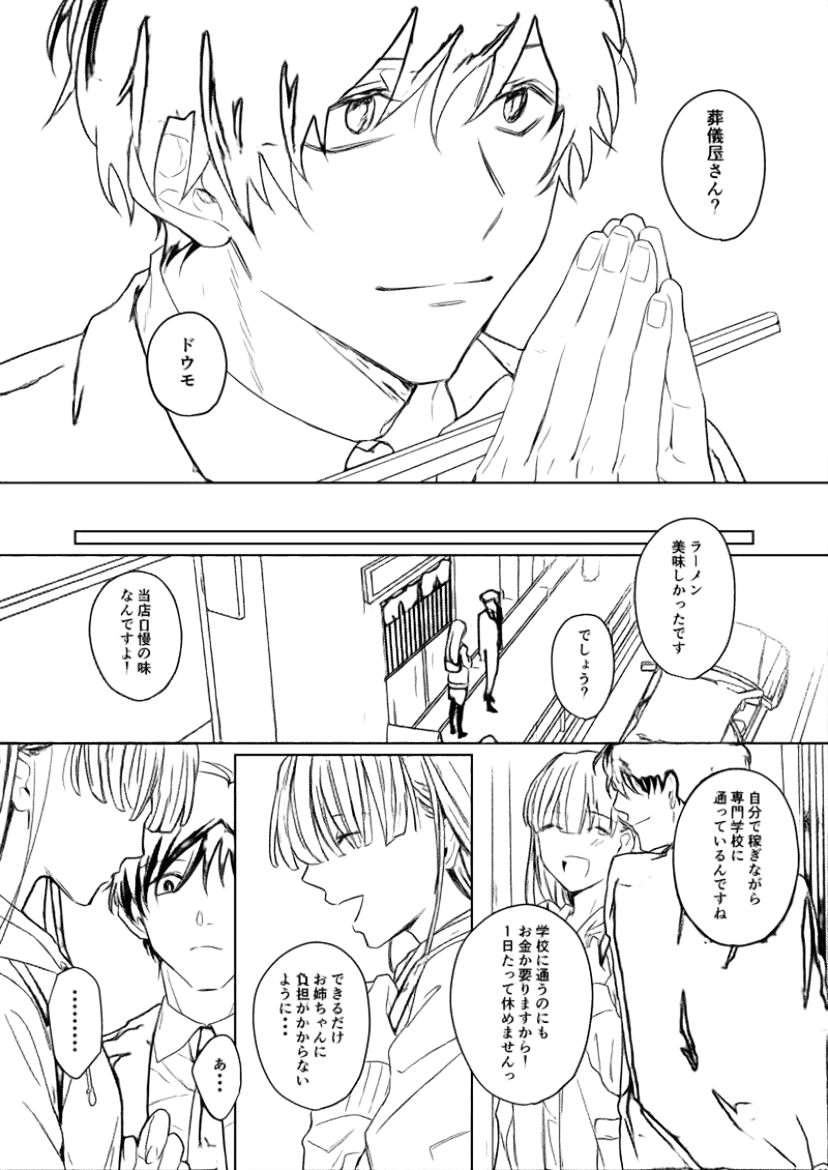 葬儀屋さん？
ドウモ
ラーメン
美味しかったです
でしょう？
当店口慢の味
なんですよ！
自分で稼ぎながら
専門学校に
通っているんですね
学校に通うのにも
お金か要りますから！
１日たって休めませんっ
できるだけ
お姉ちゃんに
負担がかからない
ように・・・
あ・・・
・・・・・・・・・